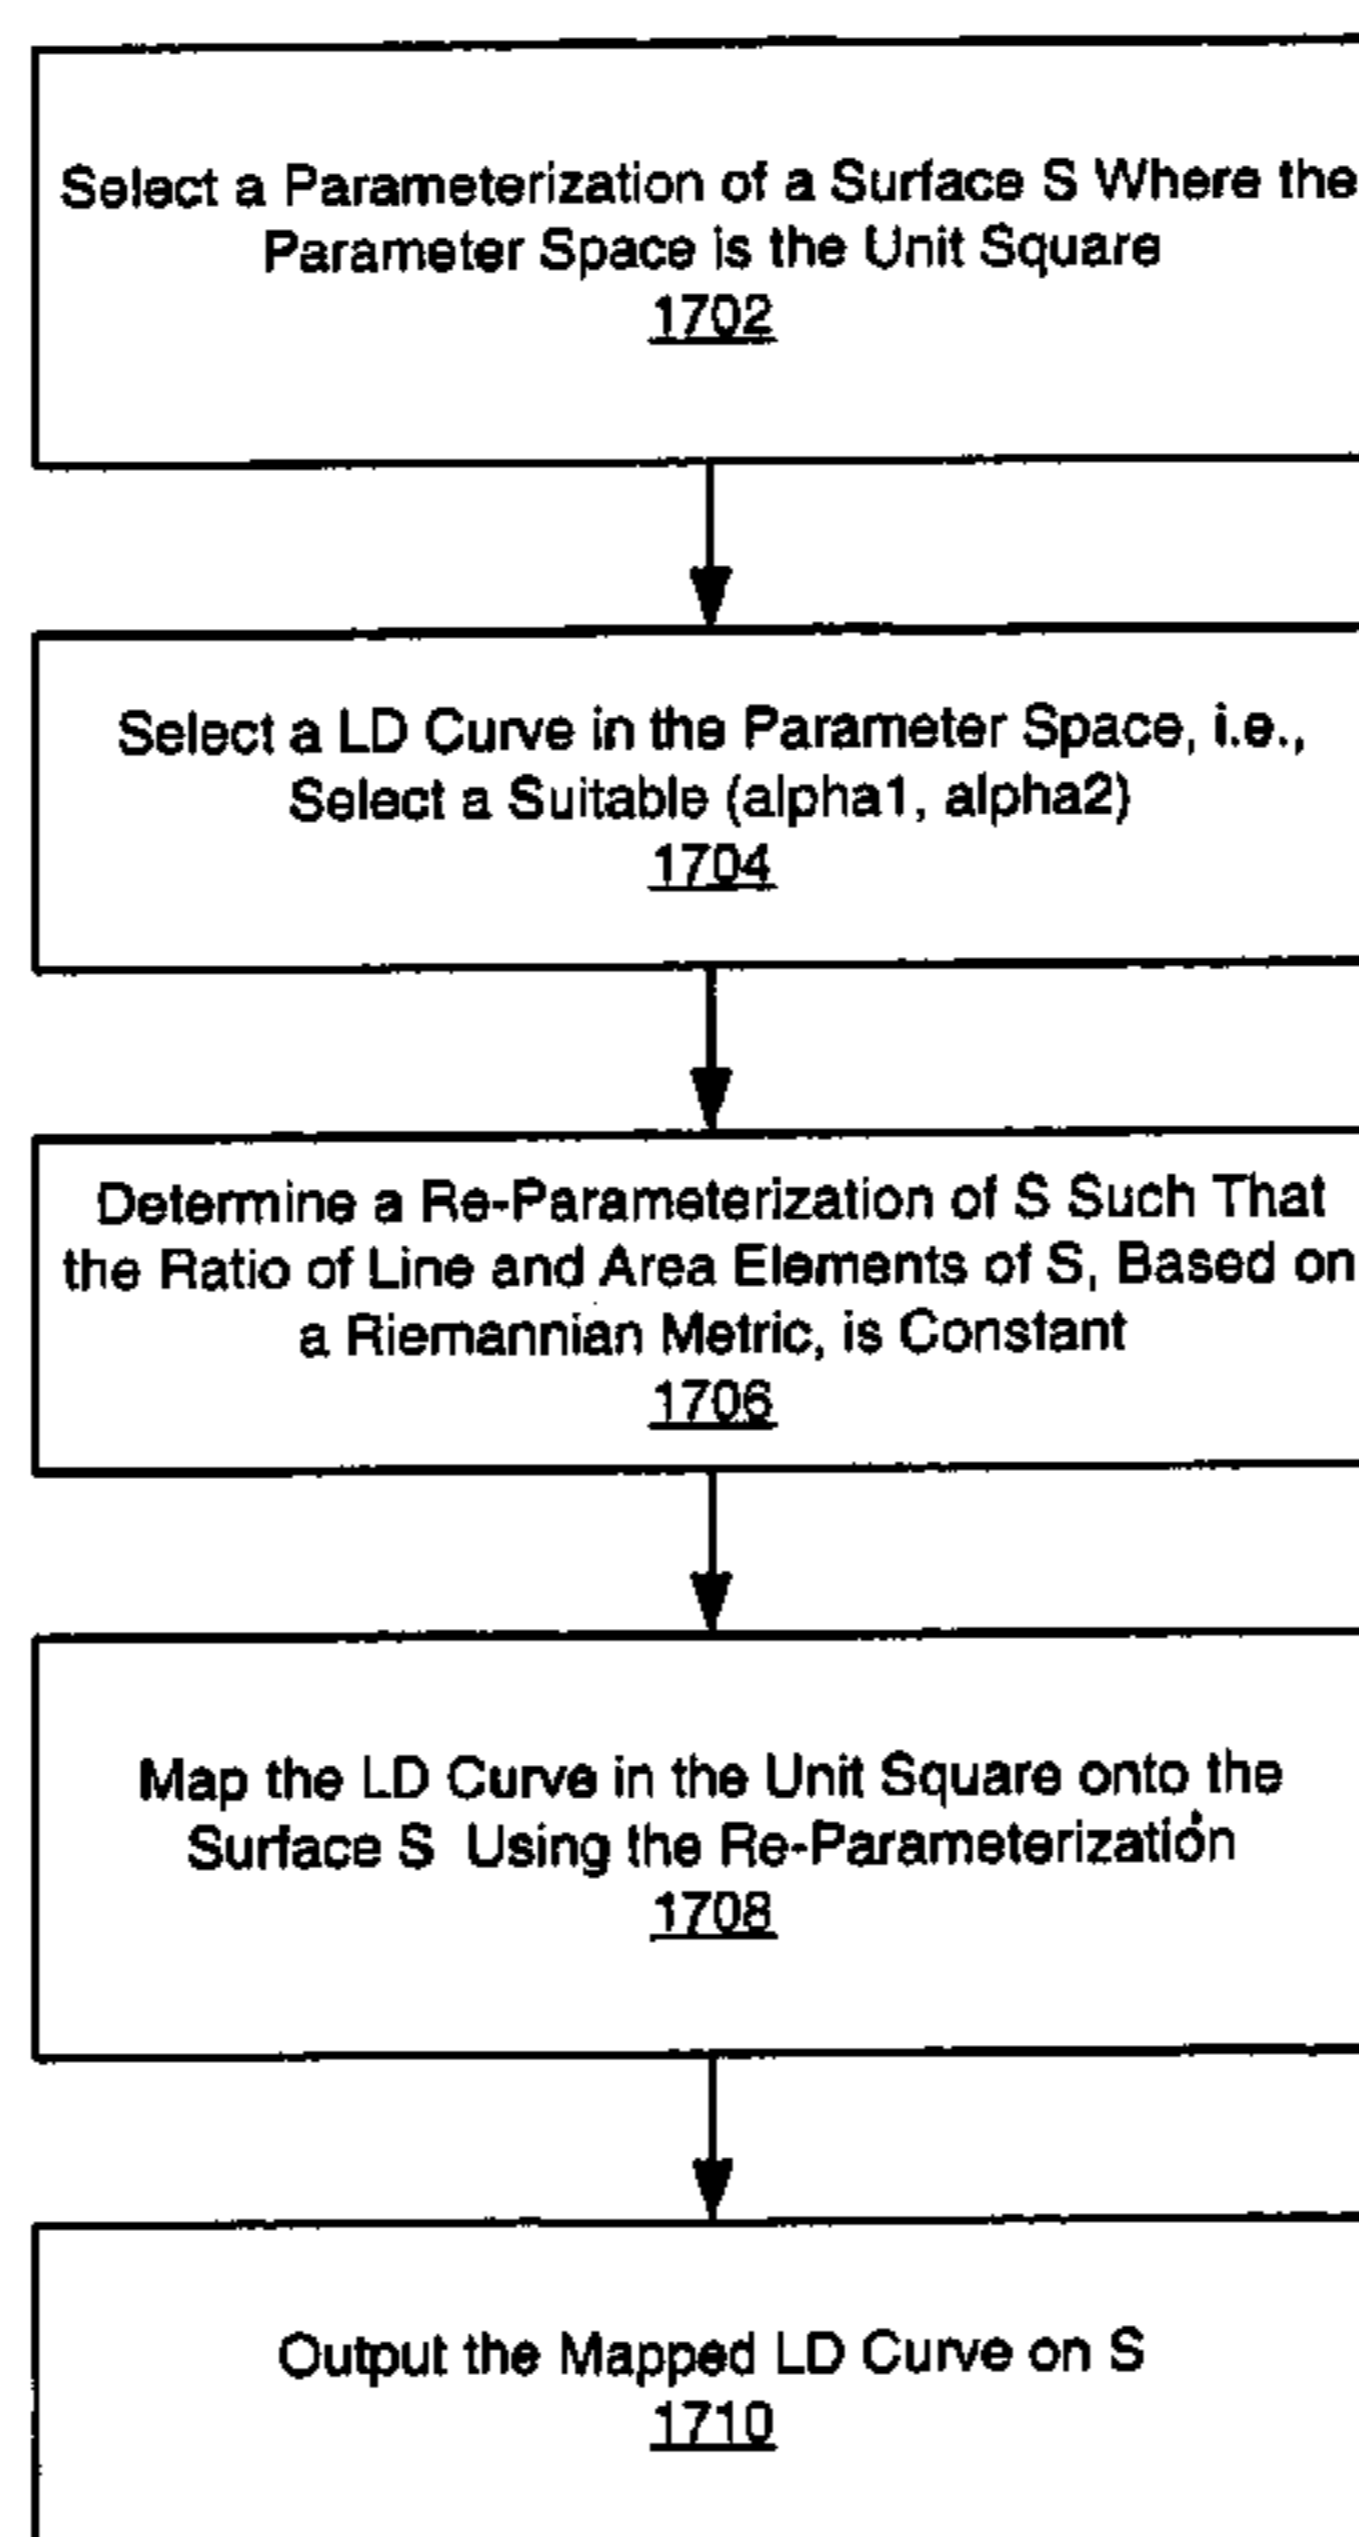 Select a Parameterization of a Surface S Where the
Parameter Space is the Unit Square
1702
Select a LD Curve in the Parameter Space, i.e.,
Select a Suitable (alpha1, alpha2)
1704
Determine a Re-Parameterization of S Such That
the Ratio of Line and Area Elements of S, Based on
a Riemannian Metric, is Constant
1706
Map the LD Curve in the Unit Square onto the
Surface S Using the Re-Parameterization
1708
Output the Mapped LD Curve on S
1710